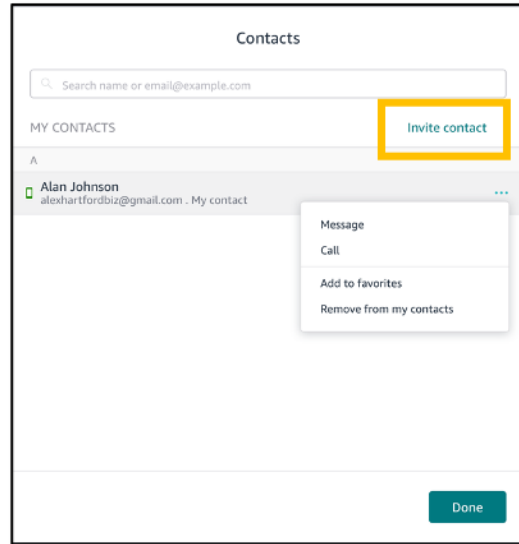 Contacts
Search name or email@example.com
MY CONTACTS
Invite contact
A
Alan Johnson
alexhartfordbiz@gmail.com . My contact
Message
Call
Add to favorites
Remove from my contacts
Done